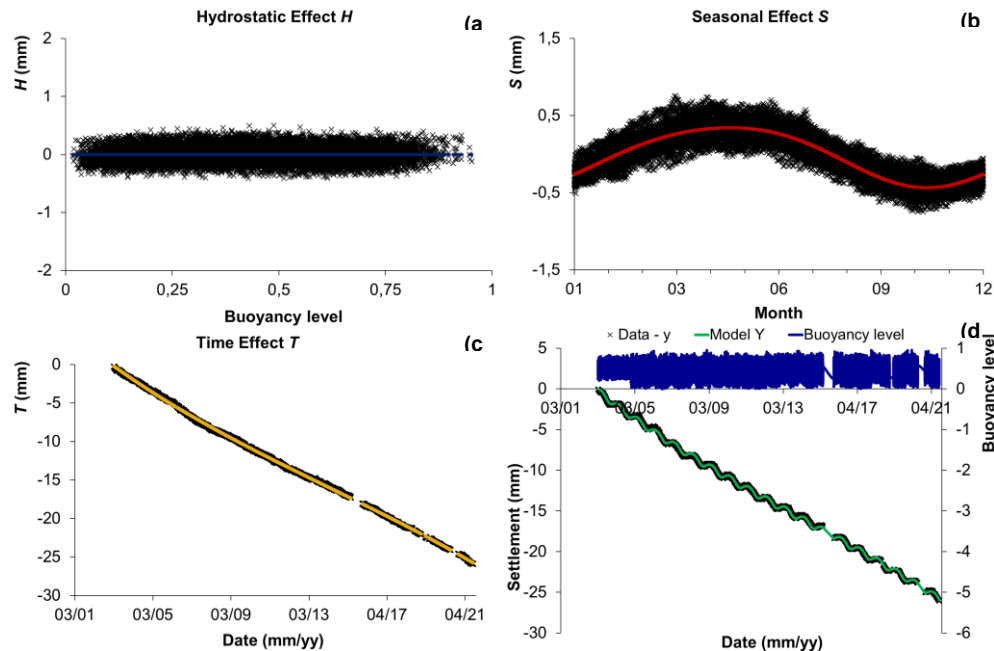 Hydrostatic Effect H
(a
2
1
0
-1
-2
H (mm)
0
0,25
0,5
0,75
1
Buoyancy level
Seasonal Effect S
(b
1,5
0,5
-0,5
-1,5
S (mm)
01
03
06
09
12
Month
Time Effect T
(c
0
-5
-10
-15
-20
-25
-30
T (mm)
03/01
03/05
03/09
03/13
04/17
04/21
Date (mm/yy)
× Data - y
Model Y
Buoyancy level
(d
5
0
-5
-10
-15
-20
-25
-30
Settlement (mm)
03/01
03/05
03/09
03/13
04/17
04/21
1
0
-1
-2
-3
-4
-5
-6
Buoyancy level
Date (mm/yy)